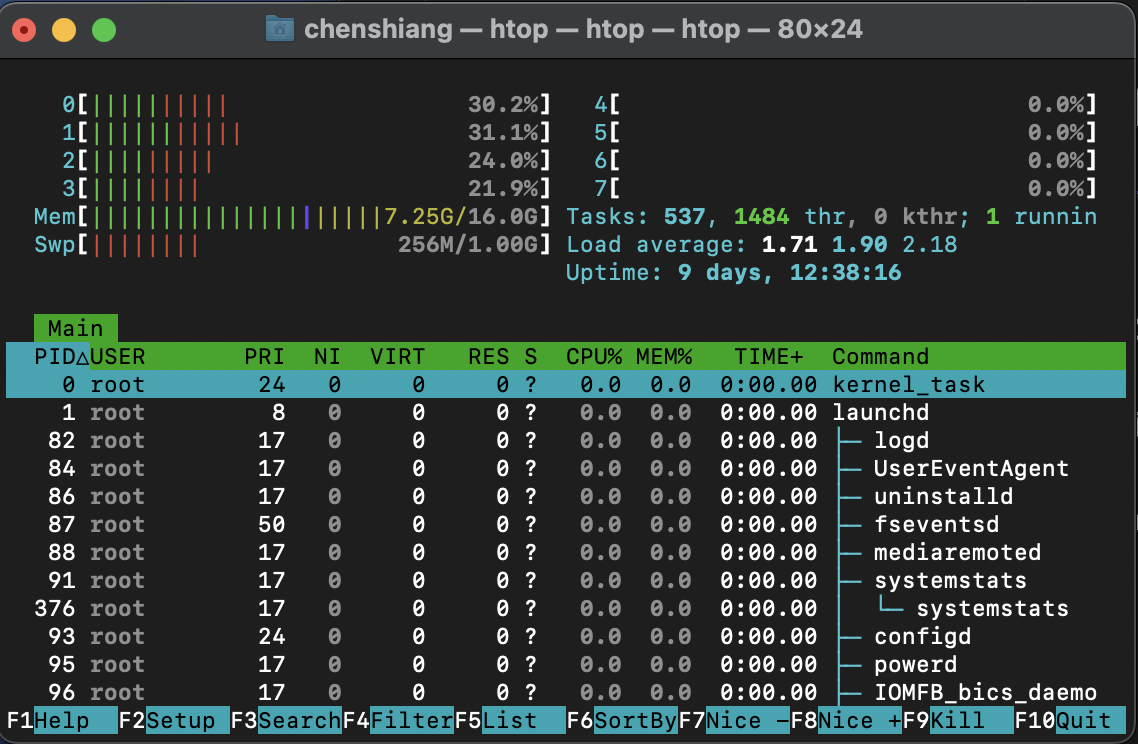 chenshiang — htop — htop — htop — 80×24
0[|||||||||| 30.2%] 4[ 0.0%]
1[||||||||||| 31.1%] 5[ 0.0%]
2[||||||||| 24.0%] 6[ 0.0%]
3[|||||||| 21.9%] 7[ 0.0%]
Mem[|||||||||||||||||||||7.25G/16.0G] Tasks: 537, 1484 thr, 0 kthr; 1 runnin
Swp[|||||||| 256M/1.00G] Load average: 1.71 1.90 2.18
Uptime: 9 days, 12:38:16
Main
PID△USER PRI NI VIRT RES S CPU% MEM% TIME+ Command
0 root 24 0 0 0 ? 0.0 0.0 0:00.00 kernel_task
1 root 8 0 0 0 ? 0.0 0.0 0:00.00 launchd
82 root 17 0 0 0 ? 0.0 0.0 0:00.00 ├─ logd
84 root 17 0 0 0 ? 0.0 0.0 0:00.00 ├─ UserEventAgent
86 root 17 0 0 0 ? 0.0 0.0 0:00.00 ├─ uninstalld
87 root 50 0 0 0 ? 0.0 0.0 0:00.00 ├─ fseventsd
88 root 17 0 0 0 ? 0.0 0.0 0:00.00 ├─ mediaremoted
91 root 17 0 0 0 ? 0.0 0.0 0:00.00 ├─ systemstats
376 root 17 0 0 0 ? 0.0 0.0 0:00.00 │ └─ systemstats
93 root 24 0 0 0 ? 0.0 0.0 0:00.00 ├─ configd
95 root 17 0 0 0 ? 0.0 0.0 0:00.00 ├─ powerd
96 root 17 0 0 0 ? 0.0 0.0 0:00.00 ├─ IOMFB_bics_daemo
F1Help F2Setup F3SearchF4FilterF5List F6SortByF7Nice -F8Nice +F9Kill F10Quit